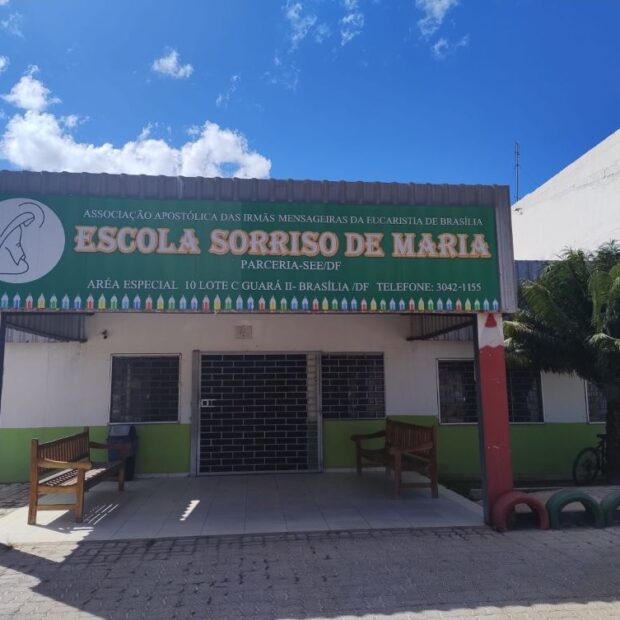 ASSOCIAÇÃO APOSTÓLICA DAS IRMÃS MENSAGEIRAS DA EUCARISTIA DE BRASÍLIA
ESCOLA SORRISO DE MARIA
PARCERIA-SEE/DF
ARÉA ESPECIAL 10 LOTE C GUARÁ II- BRASÍLIA /DF TELEFONE: 3042-1155